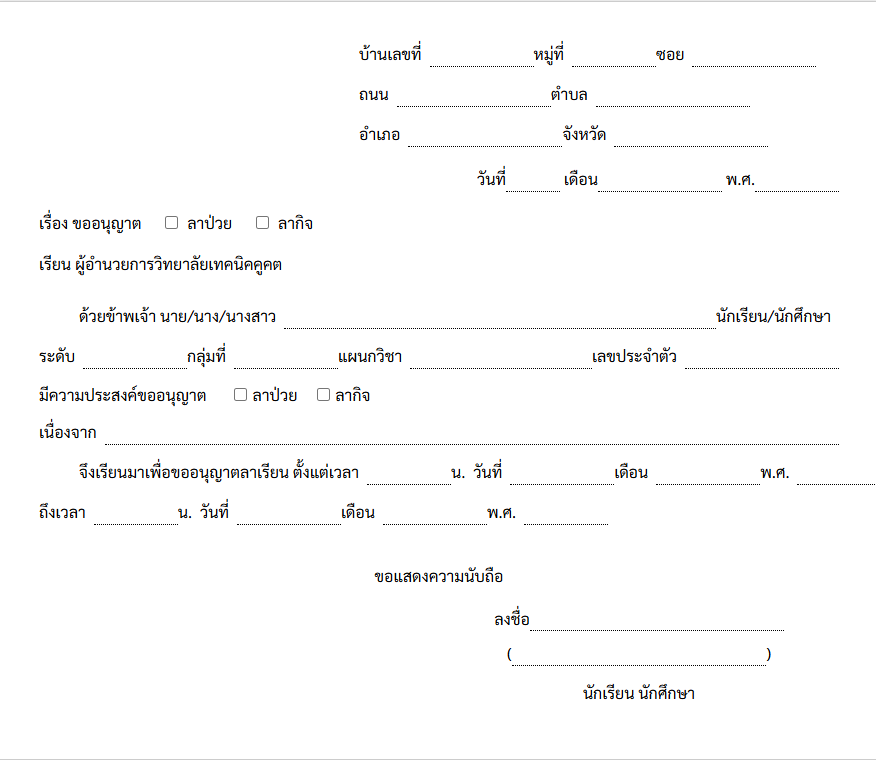 บ้านเลขที่ หมู่ที่ ซอย
ถนน ตำบล
อำเภอ จังหวัด
วันที่ เดือน พ.ศ.
เรื่อง ขออนุญาต ☐ ลาป่วย ☐ ลากิจ
เรียน ผู้อำนวยการวิทยาลัยเทคนิคคูคต
ด้วยข้าพเจ้า นาย/นาง/นางสาว นักเรียน/นักศึกษา
ระดับ กลุ่มที่ แผนกวิชา เลขประจำตัว
มีความประสงค์ขออนุญาต ☐ ลาป่วย ☐ ลากิจ
เนื่องจาก
จึงเรียนมาเพื่อขออนุญาตลาเรียน ตั้งแต่เวลา น. วันที่ เดือน พ.ศ.
ถึงเวลา น. วันที่ เดือน พ.ศ.
ขอแสดงความนับถือ
ลงชื่อ
( )
นักเรียน นักศึกษา